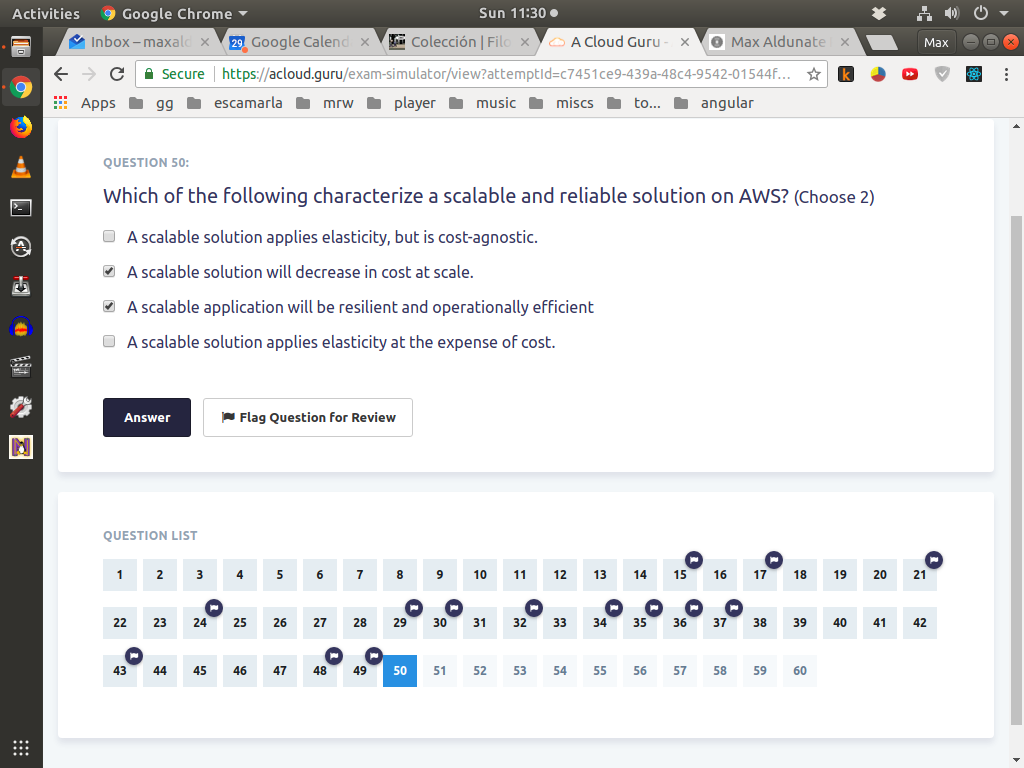 Activities Google Chrome Sun 11:30
Inbox – maxald Google Calend Colección | Filo A Cloud Guru - Max Aldunate Max
Secure https://acloud.guru/exam-simulator/view?attemptId=c7451ce9-439a-48c4-9542-01544f...
Apps gg escamarla mrw player music miscs to... angular
QUESTION 50:
Which of the following characterize a scalable and reliable solution on AWS? (Choose 2)
A scalable solution applies elasticity, but is cost-agnostic.
A scalable solution will decrease in cost at scale.
A scalable application will be resilient and operationally efficient
A scalable solution applies elasticity at the expense of cost.
Answer Flag Question for Review
QUESTION LIST
1 2 3 4 5 6 7 8 9 10 11 12 13 14 15 16 17 18 19 20 21
22 23 24 25 26 27 28 29 30 31 32 33 34 35 36 37 38 39 40 41 42
43 44 45 46 47 48 49 50 51 52 53 54 55 56 57 58 59 60